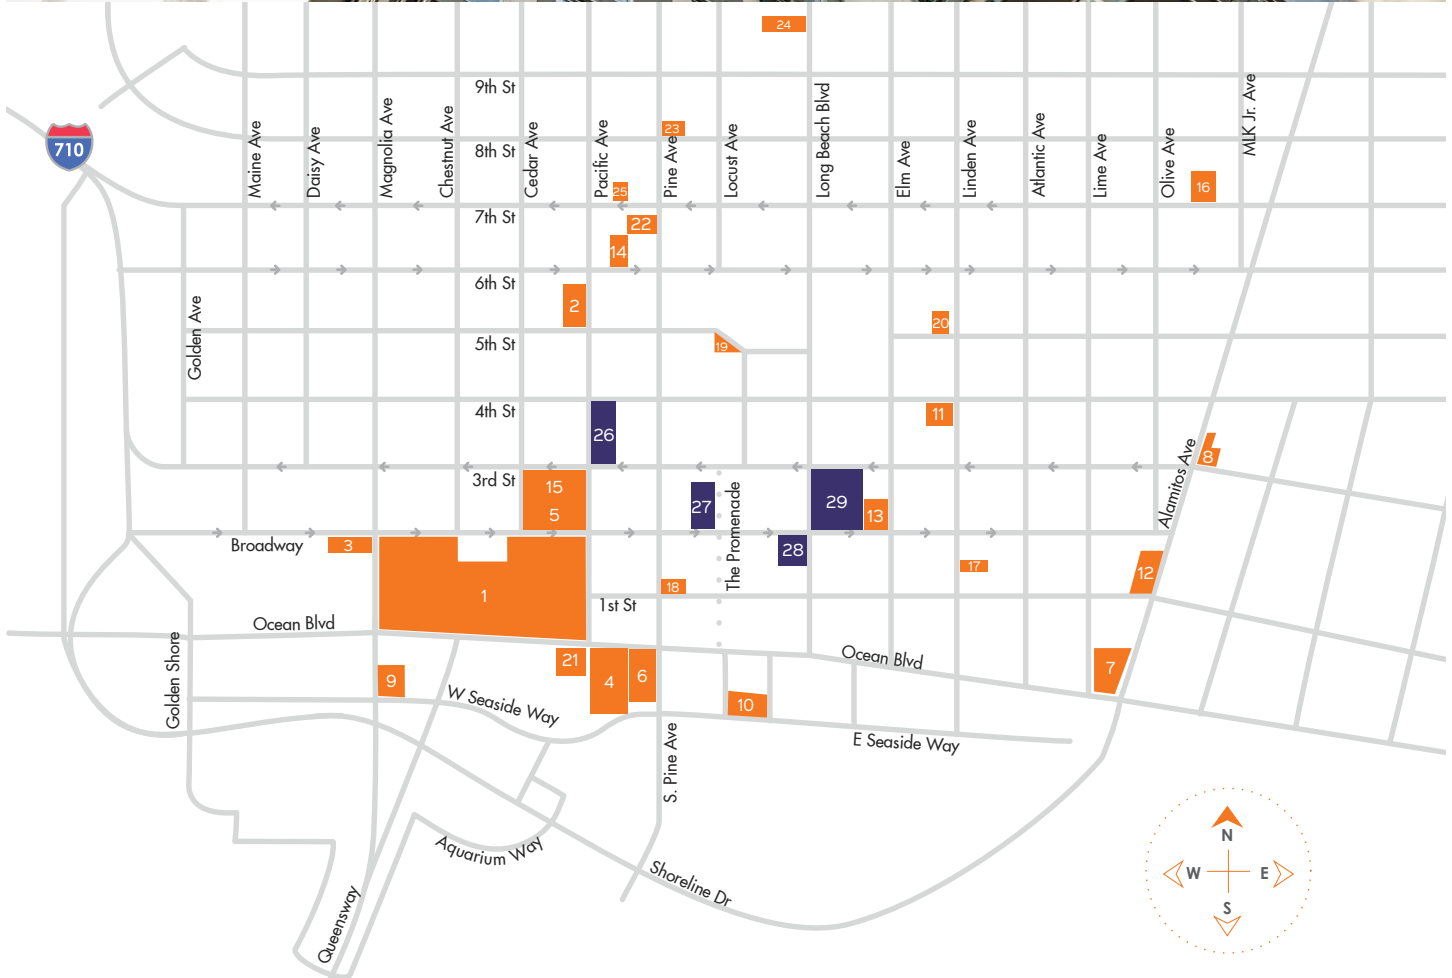 24
9th St
Maine Ave
Daisy Ave
Magnolia Ave
Chestnut Ave
Cedar Ave
Pacific Ave
Pine Ave
Locust Ave
Long Beach Blvd
Elm Ave
Linden Ave
Atlantic Ave
Lime Ave
Olive Ave
MLK Jr. Ave
23
710
8th St
25
16
7th St
22
14
6th St
2
Golden Ave
20
5th St
19
4th St
11
26
8
3rd St
15
5
27
The Promenade
29
13
Alamitos Ave
Broadway
3
28
1
18
17
12
1st St
Ocean Blvd
Ocean Blvd
Golden Shore
9
21
4
6
7
W Seaside Way
10
E Seaside Way
S. Pine Ave
Aquarium Way
Shoreline Dr
Queensway
N
W
E
S